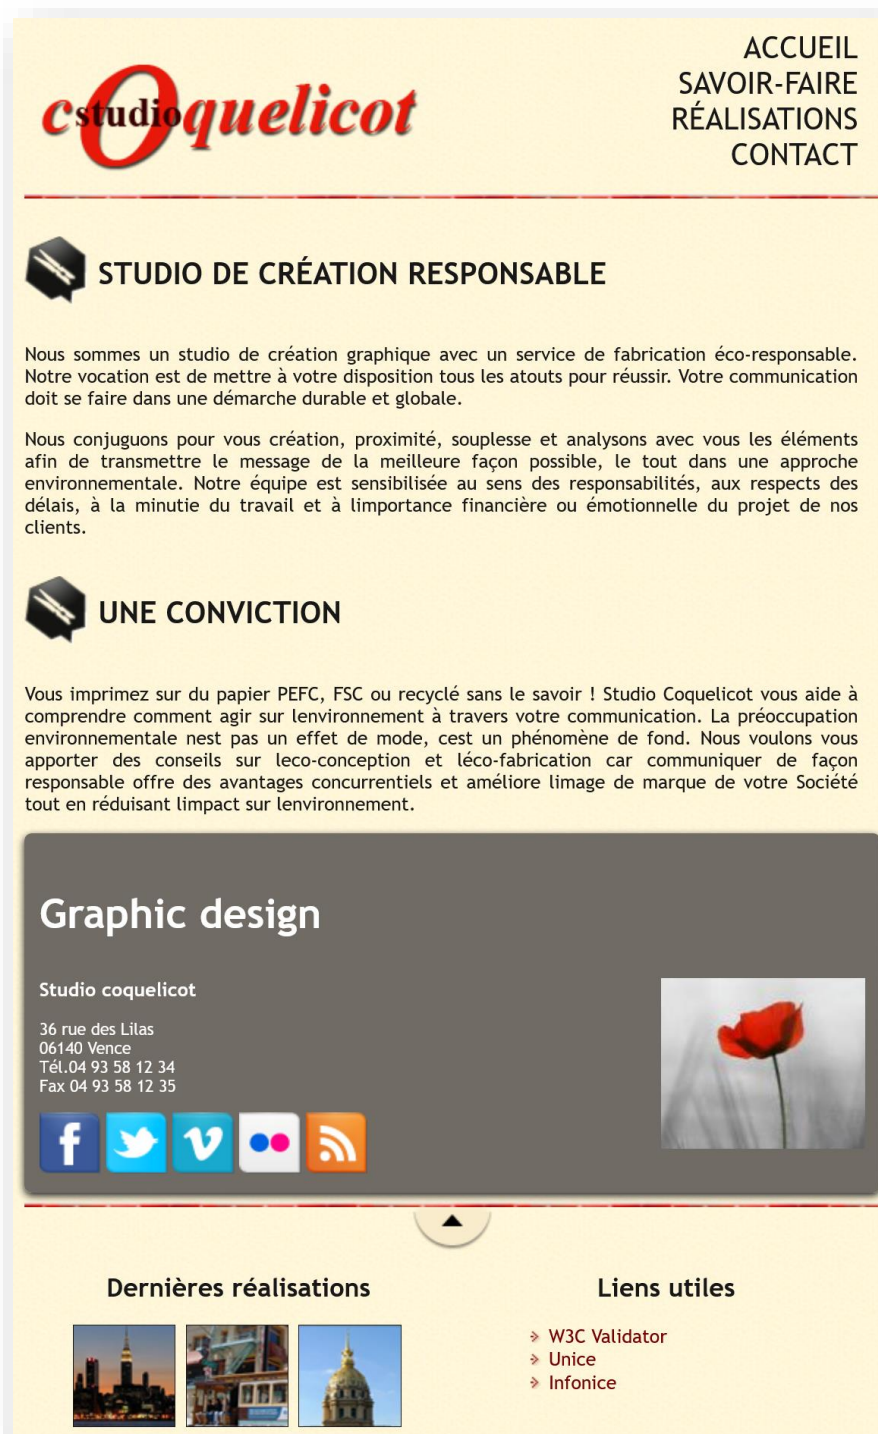 cstudioOquelicot
ACCUEIL
SAVOIR-FAIRE
RÉALISATIONS
CONTACT
STUDIO DE CRÉATION RESPONSABLE
Nous sommes un studio de création graphique avec un service de fabrication éco-responsable.
Notre vocation est de mettre à votre disposition tous les atouts pour réussir. Votre communication
doit se faire dans une démarche durable et globale.
Nous conjuguons pour vous création, proximité, souplesse et analysons avec vous les éléments
afin de transmettre le message de la meilleure façon possible, le tout dans une approche
environnementale. Notre équipe est sensibilisée au sens des responsabilités, aux respects des
délais, à la minutie du travail et à limportance financière ou émotionnelle du projet de nos
clients.
UNE CONVICTION
Vous imprimez sur du papier PEFC, FSC ou recyclé sans le savoir ! Studio Coquelicot vous aide à
comprendre comment agir sur lenvironnement à travers votre communication. La préoccupation
environnementale nest pas un effet de mode, cest un phénomène de fond. Nous voulons vous
apporter des conseils sur leco-conception et léco-fabrication car communiquer de façon
responsable offre des avantages concurrentiels et améliore limage de marque de votre Société
tout en réduisant limpact sur lenvironnement.
Graphic design
Studio coquelicot
36 rue des Lilas
06140 Vence
Tél.04 93 58 12 34
Fax 04 93 58 12 35
Dernières réalisations
Liens utiles
W3C Validator
Unice
Infonice